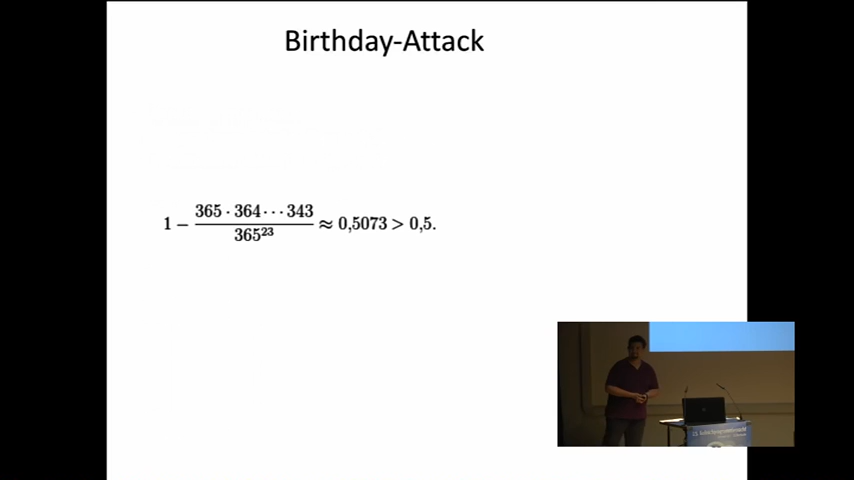 Birthday-Attack
1 − 365 · 364 · · · 343 / 365²³ ≈ 0,5073 > 0,5.